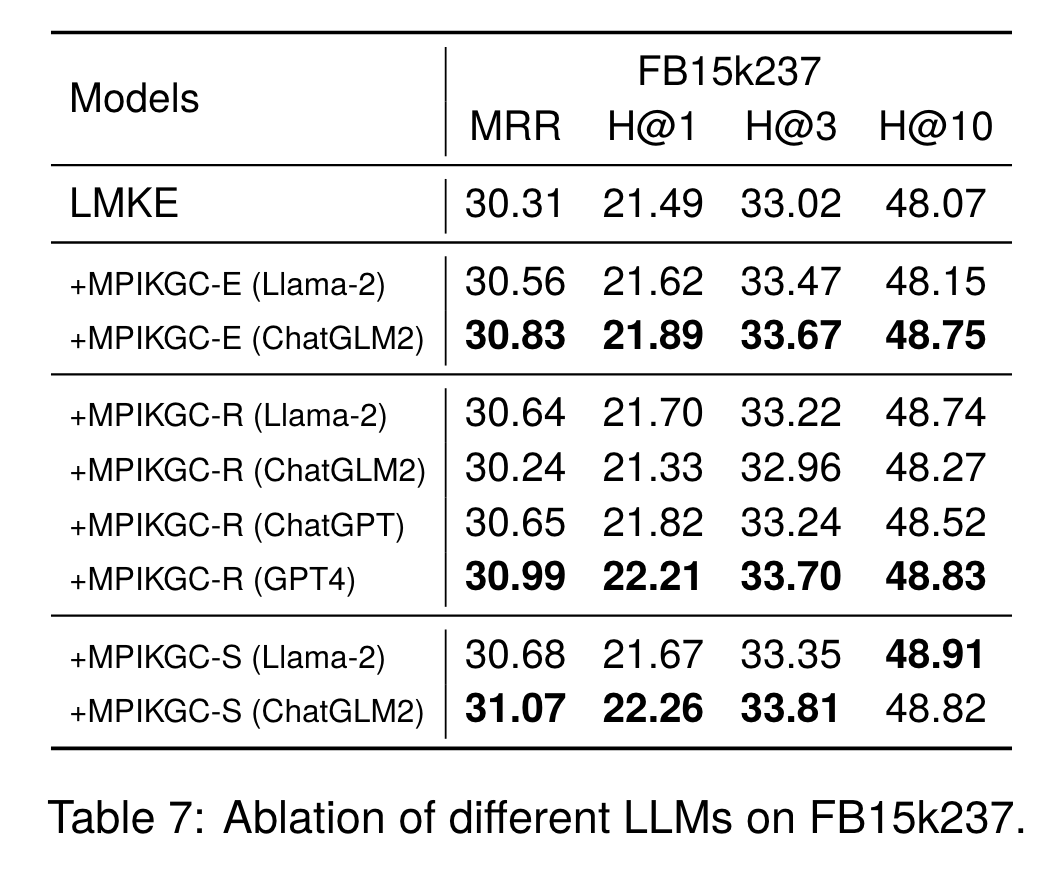 Models FB15k237
MRR H@1 H@3 H@10
LMKE 30.31 21.49 33.02 48.07
+MPIKGC-E (Llama-2) 30.56 21.62 33.47 48.15
+MPIKGC-E (ChatGLM2) 30.83 21.89 33.67 48.75
+MPIKGC-R (Llama-2) 30.64 21.70 33.22 48.74
+MPIKGC-R (ChatGLM2) 30.24 21.33 32.96 48.27
+MPIKGC-R (ChatGPT) 30.65 21.82 33.24 48.52
+MPIKGC-R (GPT4) 30.99 22.21 33.70 48.83
+MPIKGC-S (Llama-2) 30.68 21.67 33.35 48.91
+MPIKGC-S (ChatGLM2) 31.07 22.26 33.81 48.82
Table 7: Ablation of different LLMs on FB15k237.